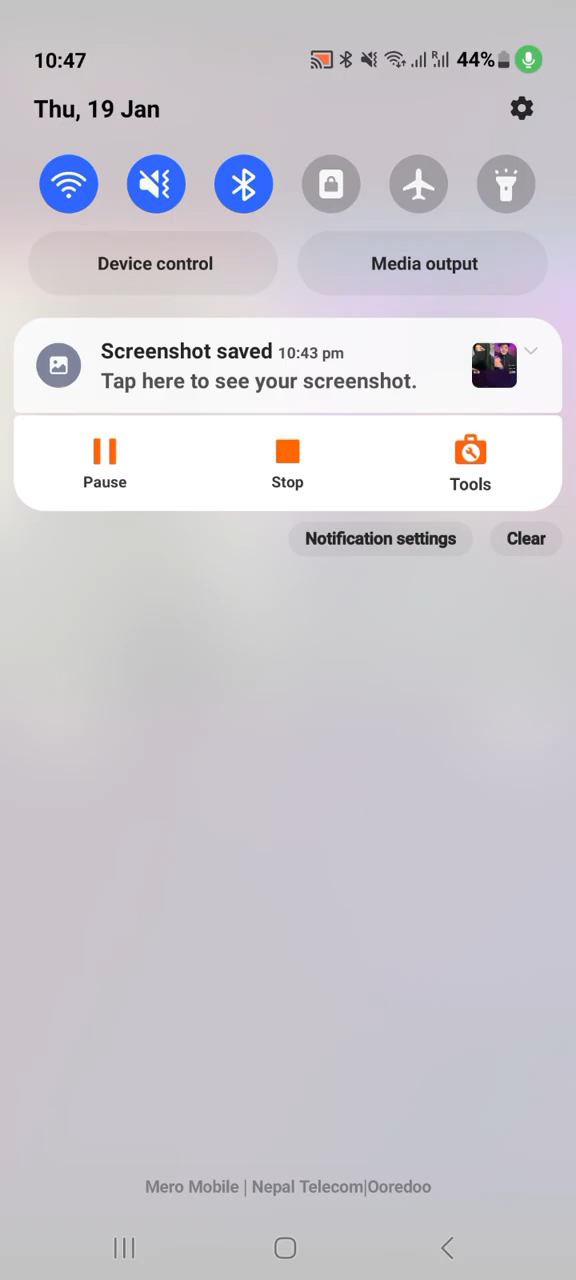 10:47
R
44%
Thu, 19 Jan
Device control
Media output
Screenshot saved 10:43 pm
Tap here to see your screenshot.
Pause
Stop
Tools
Notification settings
Clear
Mero Mobile | Nepal Telecom|Ooredoo